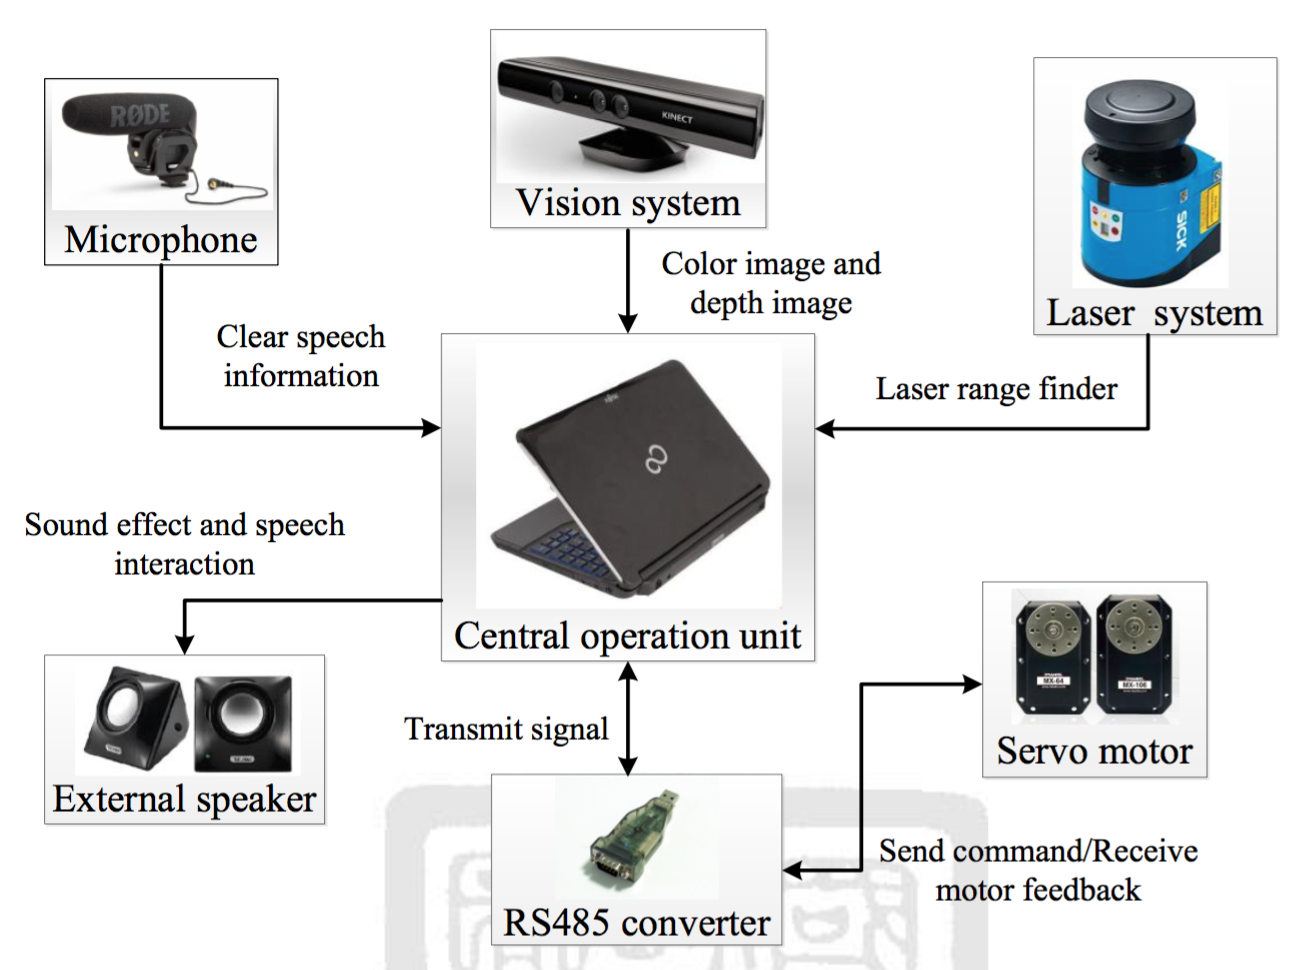 RØDE
Microphone
KINECT
Vision system
SICK
Laser system
Color image and
depth image
Clear speech
information
Laser range finder
Sound effect and speech
interaction
Central operation unit
MX-64
MX-106
Servo motor
Transmit signal
External speaker
Send command/Receive
motor feedback
RS485 converter